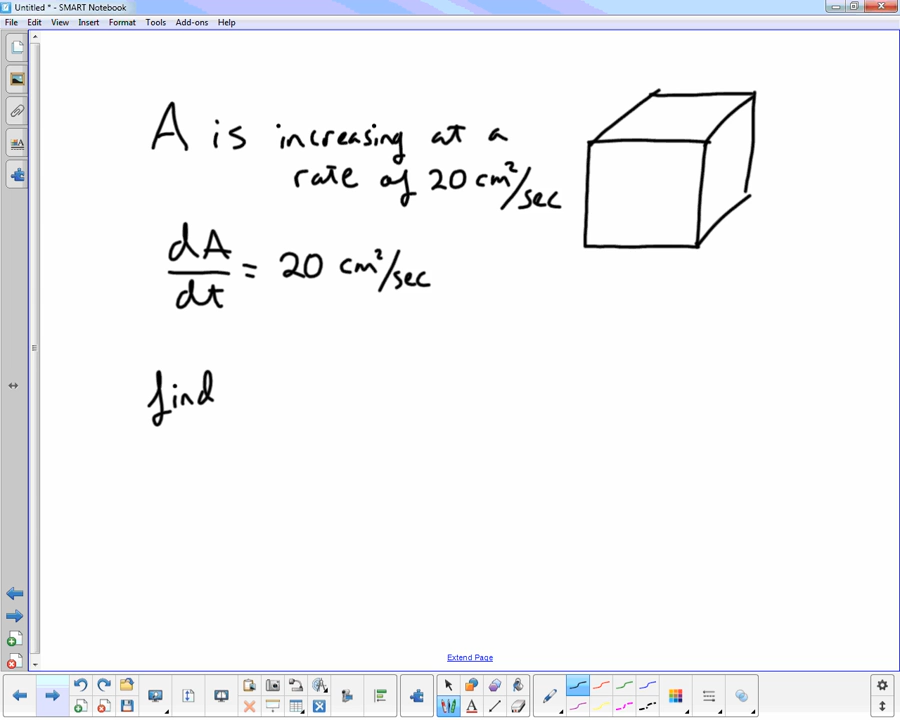 Untitled * - SMART Notebook
File Edit View Insert Format Tools Add-ons Help
A is increasing at a
rate of 20 cm²/sec
dA/dt = 20 cm²/sec
find
Extend Page